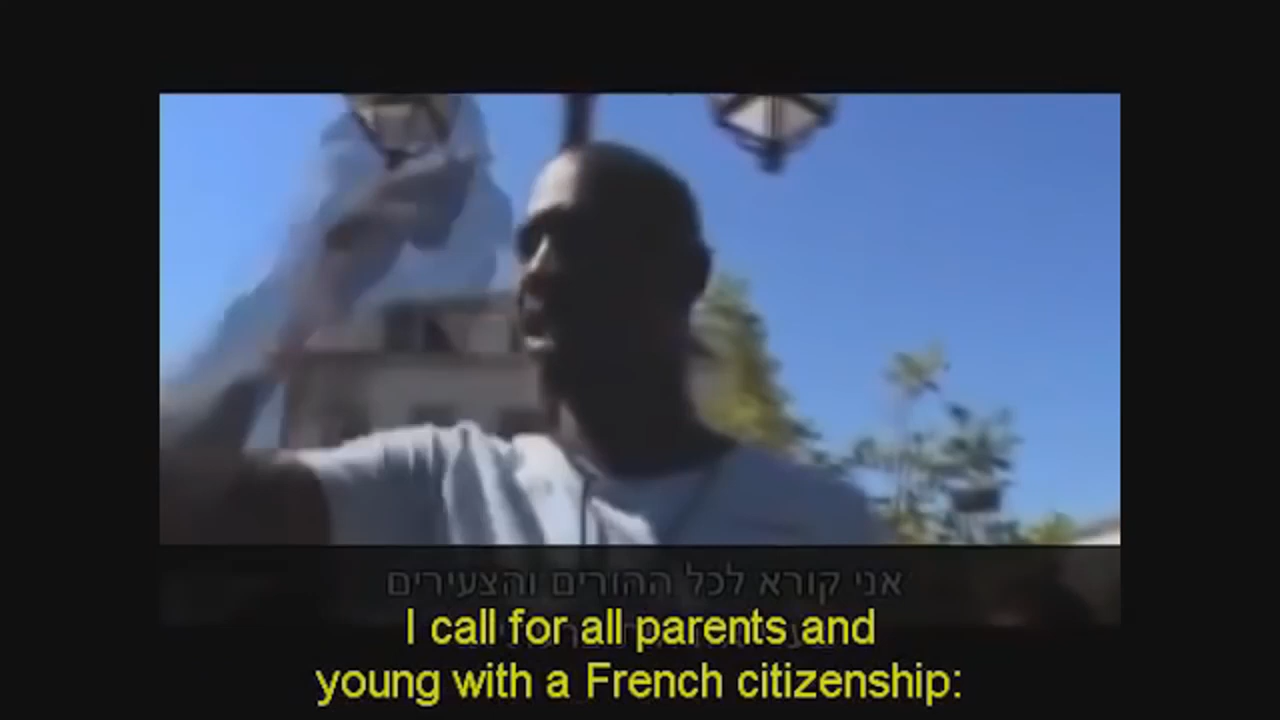 אני קורא לכל ההורים והצעירים
I call for all parents and
young with a French citizenship: